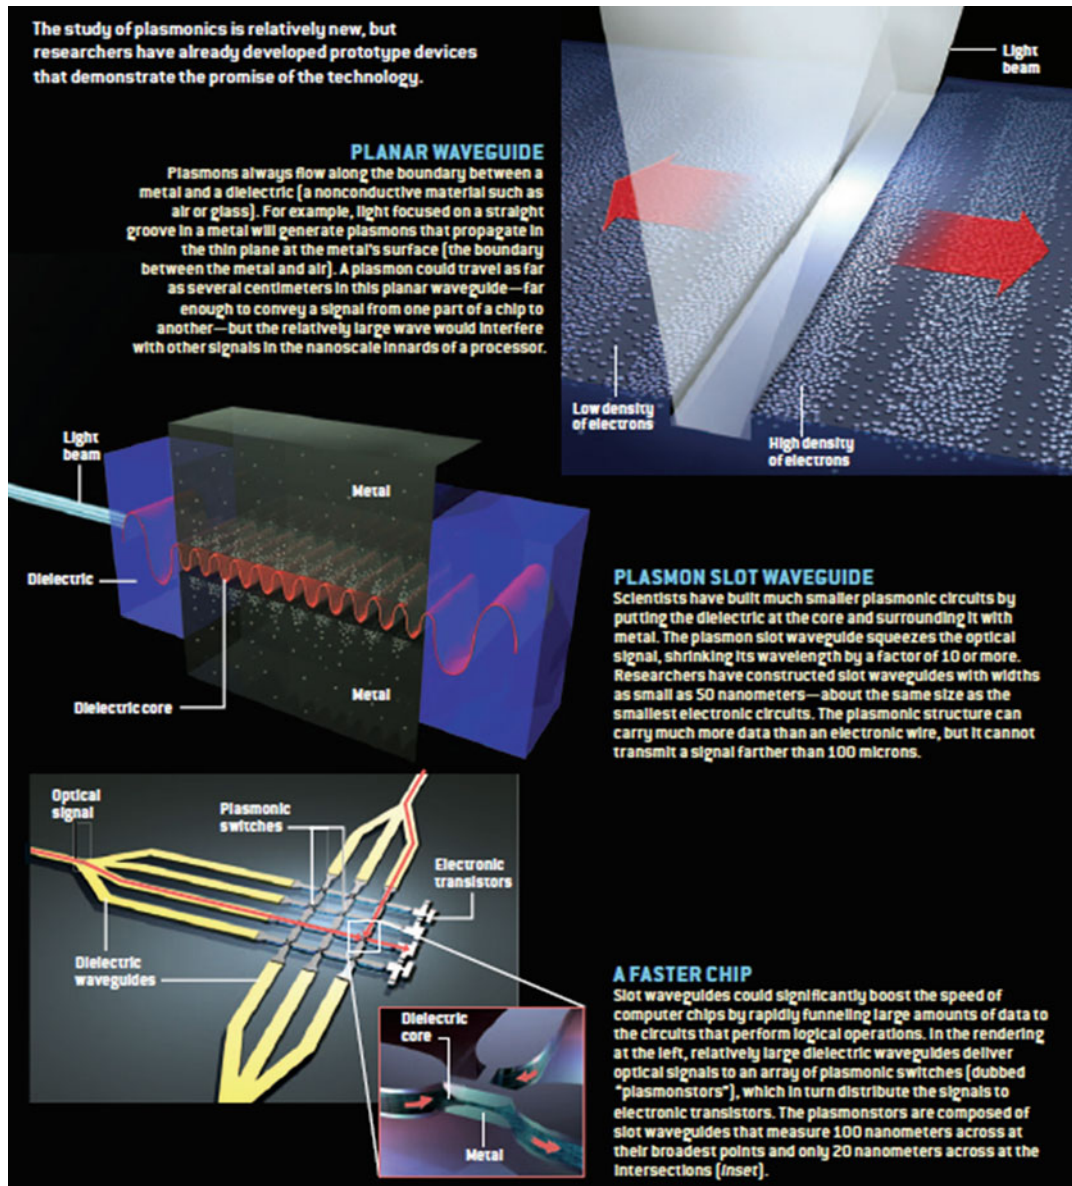 The study of plasmonics is relatively new, but
researchers have already developed prototype devices
that demonstrate the promise of the technology.
Light
beam
PLANAR WAVEGUIDE
Plasmons always flow along the boundary between a
metal and a dielectric (a nonconductive material such as
air or glass). For example, light focused on a straight
groove in a metal will generate plasmons that propagate in
the thin plane at the metal's surface (the boundary
between the metal and air). A plasmon could travel as far
as several centimeters in this planar waveguide—far
enough to convey a signal from one part of a chip to
another—but the relatively large wave would interfere
with other signals in the nanoscale innards of a processor.
Low density
of electrons
High density
of electrons
Light
beam
Metal
Dielectric
Metal
Dielectric core
PLASMON SLOT WAVEGUIDE
Scientists have built much smaller plasmonic circuits by
putting the dielectric at the core and surrounding it with
metal. The plasmon slot waveguide squeezes the optical
signal, shrinking its wavelength by a factor of 10 or more.
Researchers have constructed slot waveguides with widths
as small as 50 nanometers—about the same size as the
smallest electronic circuits. The plasmonic structure can
carry much more data than an electronic wire, but it cannot
transmit a signal farther than 100 microns.
Optical
signal
Plasmonic
switches
Electronic
transistors
Dielectric
waveguides
Dielectric
core
Metal
A FASTER CHIP
Slot waveguides could significantly boost the speed of
computer chips by rapidly funneling large amounts of data to
the circuits that perform logical operations. In the rendering
at the left, relatively large dielectric waveguides deliver
optical signals to an array of plasmonic switches (dubbed
"plasmonstors"), which in turn distribute the signals to
electronic transistors. The plasmonstors are composed of
slot waveguides that measure 100 nanometers across at
their broadest points and only 20 nanometers across at the
intersections (inset).